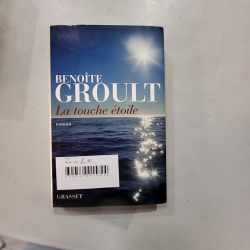 BENOÎTE
GROULT
La touche étoile
roman
GRASSET